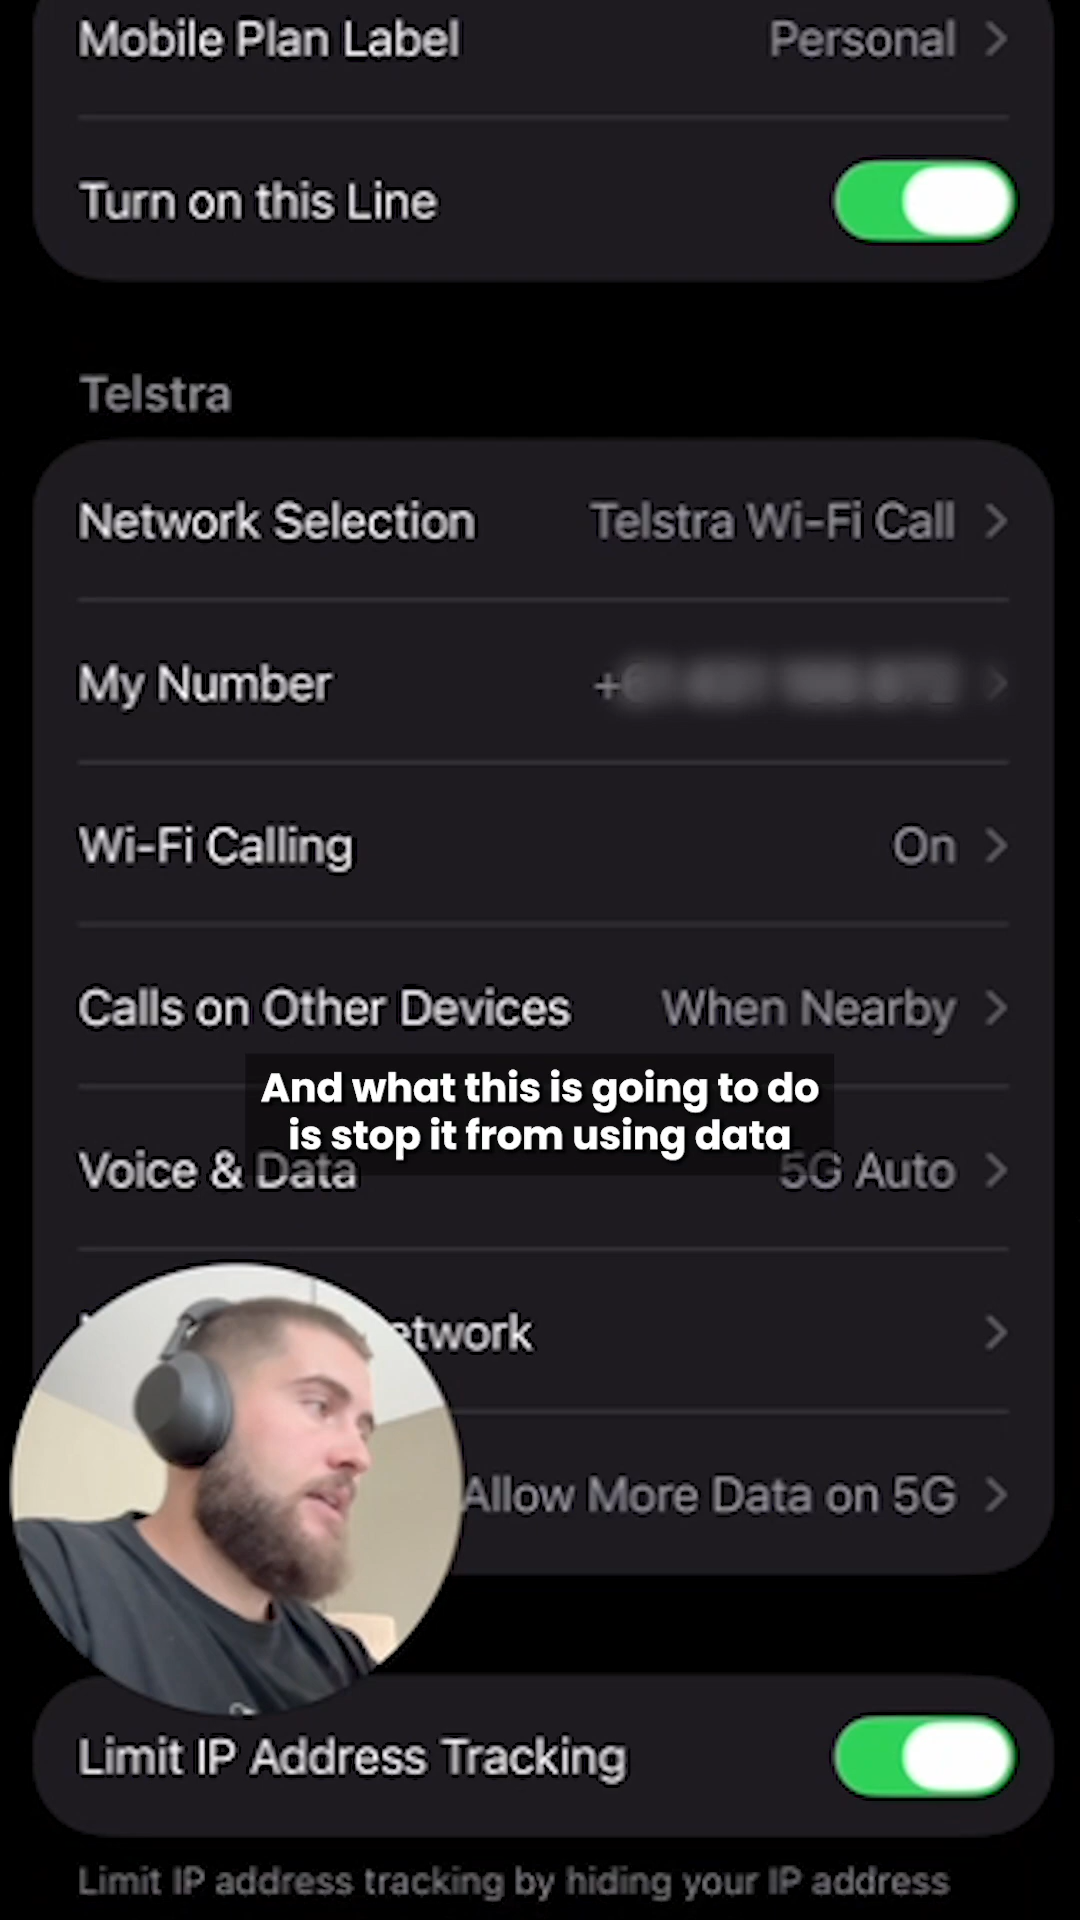 Mobile Plan Label Personal
Turn on this Line
Telstra
Network Selection Telstra Wi-Fi Call
My Number +
Wi-Fi Calling On
Calls on Other Devices When Nearby
And what this is going to do
is stop it from using data
Voice & Data 5G Auto
etwork
Allow More Data on 5G
Limit IP Address Tracking
Limit IP address tracking by hiding your IP address